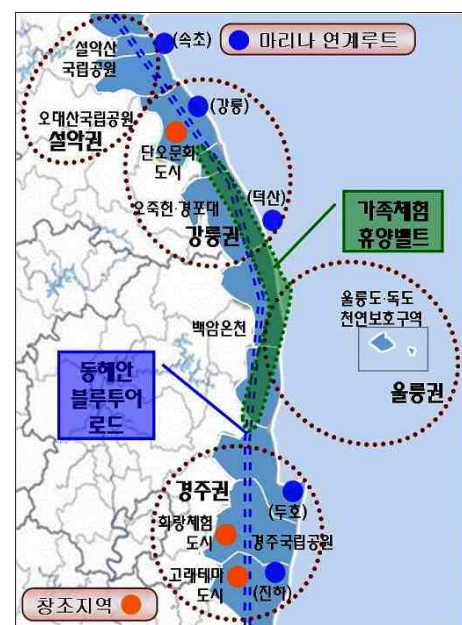 마리나 연계루트
(속초)
설악산
국립공원
오대산국립공원
설악권
(강릉)
단오문화
도시
(덕산)
오죽헌·경포대
강릉권
가족체험
휴양벨트
울릉도·독도
천연보호구역
울릉권
백암온천
동해안
블루투어
로드
경주권
(두호)
화랑체험
도시
경주국립공원
고래테마
도시
(진하)
창조지역